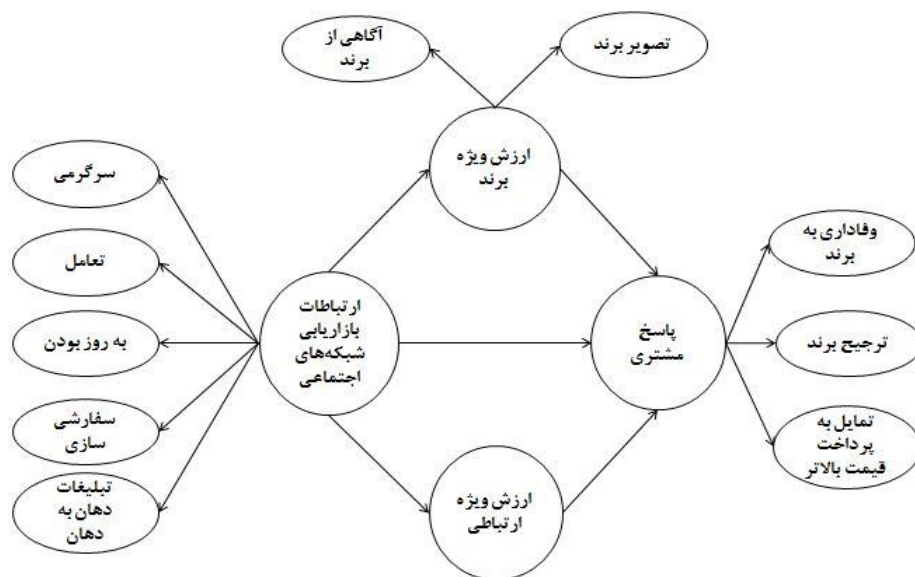 آگاهی از
برند
تصویر برند
ارزش ویژه
برند
سرگرمی
تعامل
به روز بودن
سفارشی
سازی
تبلیغات
دهان به
دهان
ارتباطات
بازاریابی
شبکه‌های
اجتماعی
پاسخ
مشتری
وفاداری به
برند
ترجیح برند
تمایل به
پرداخت
قیمت بالاتر
ارزش ویژه
ارتباطی